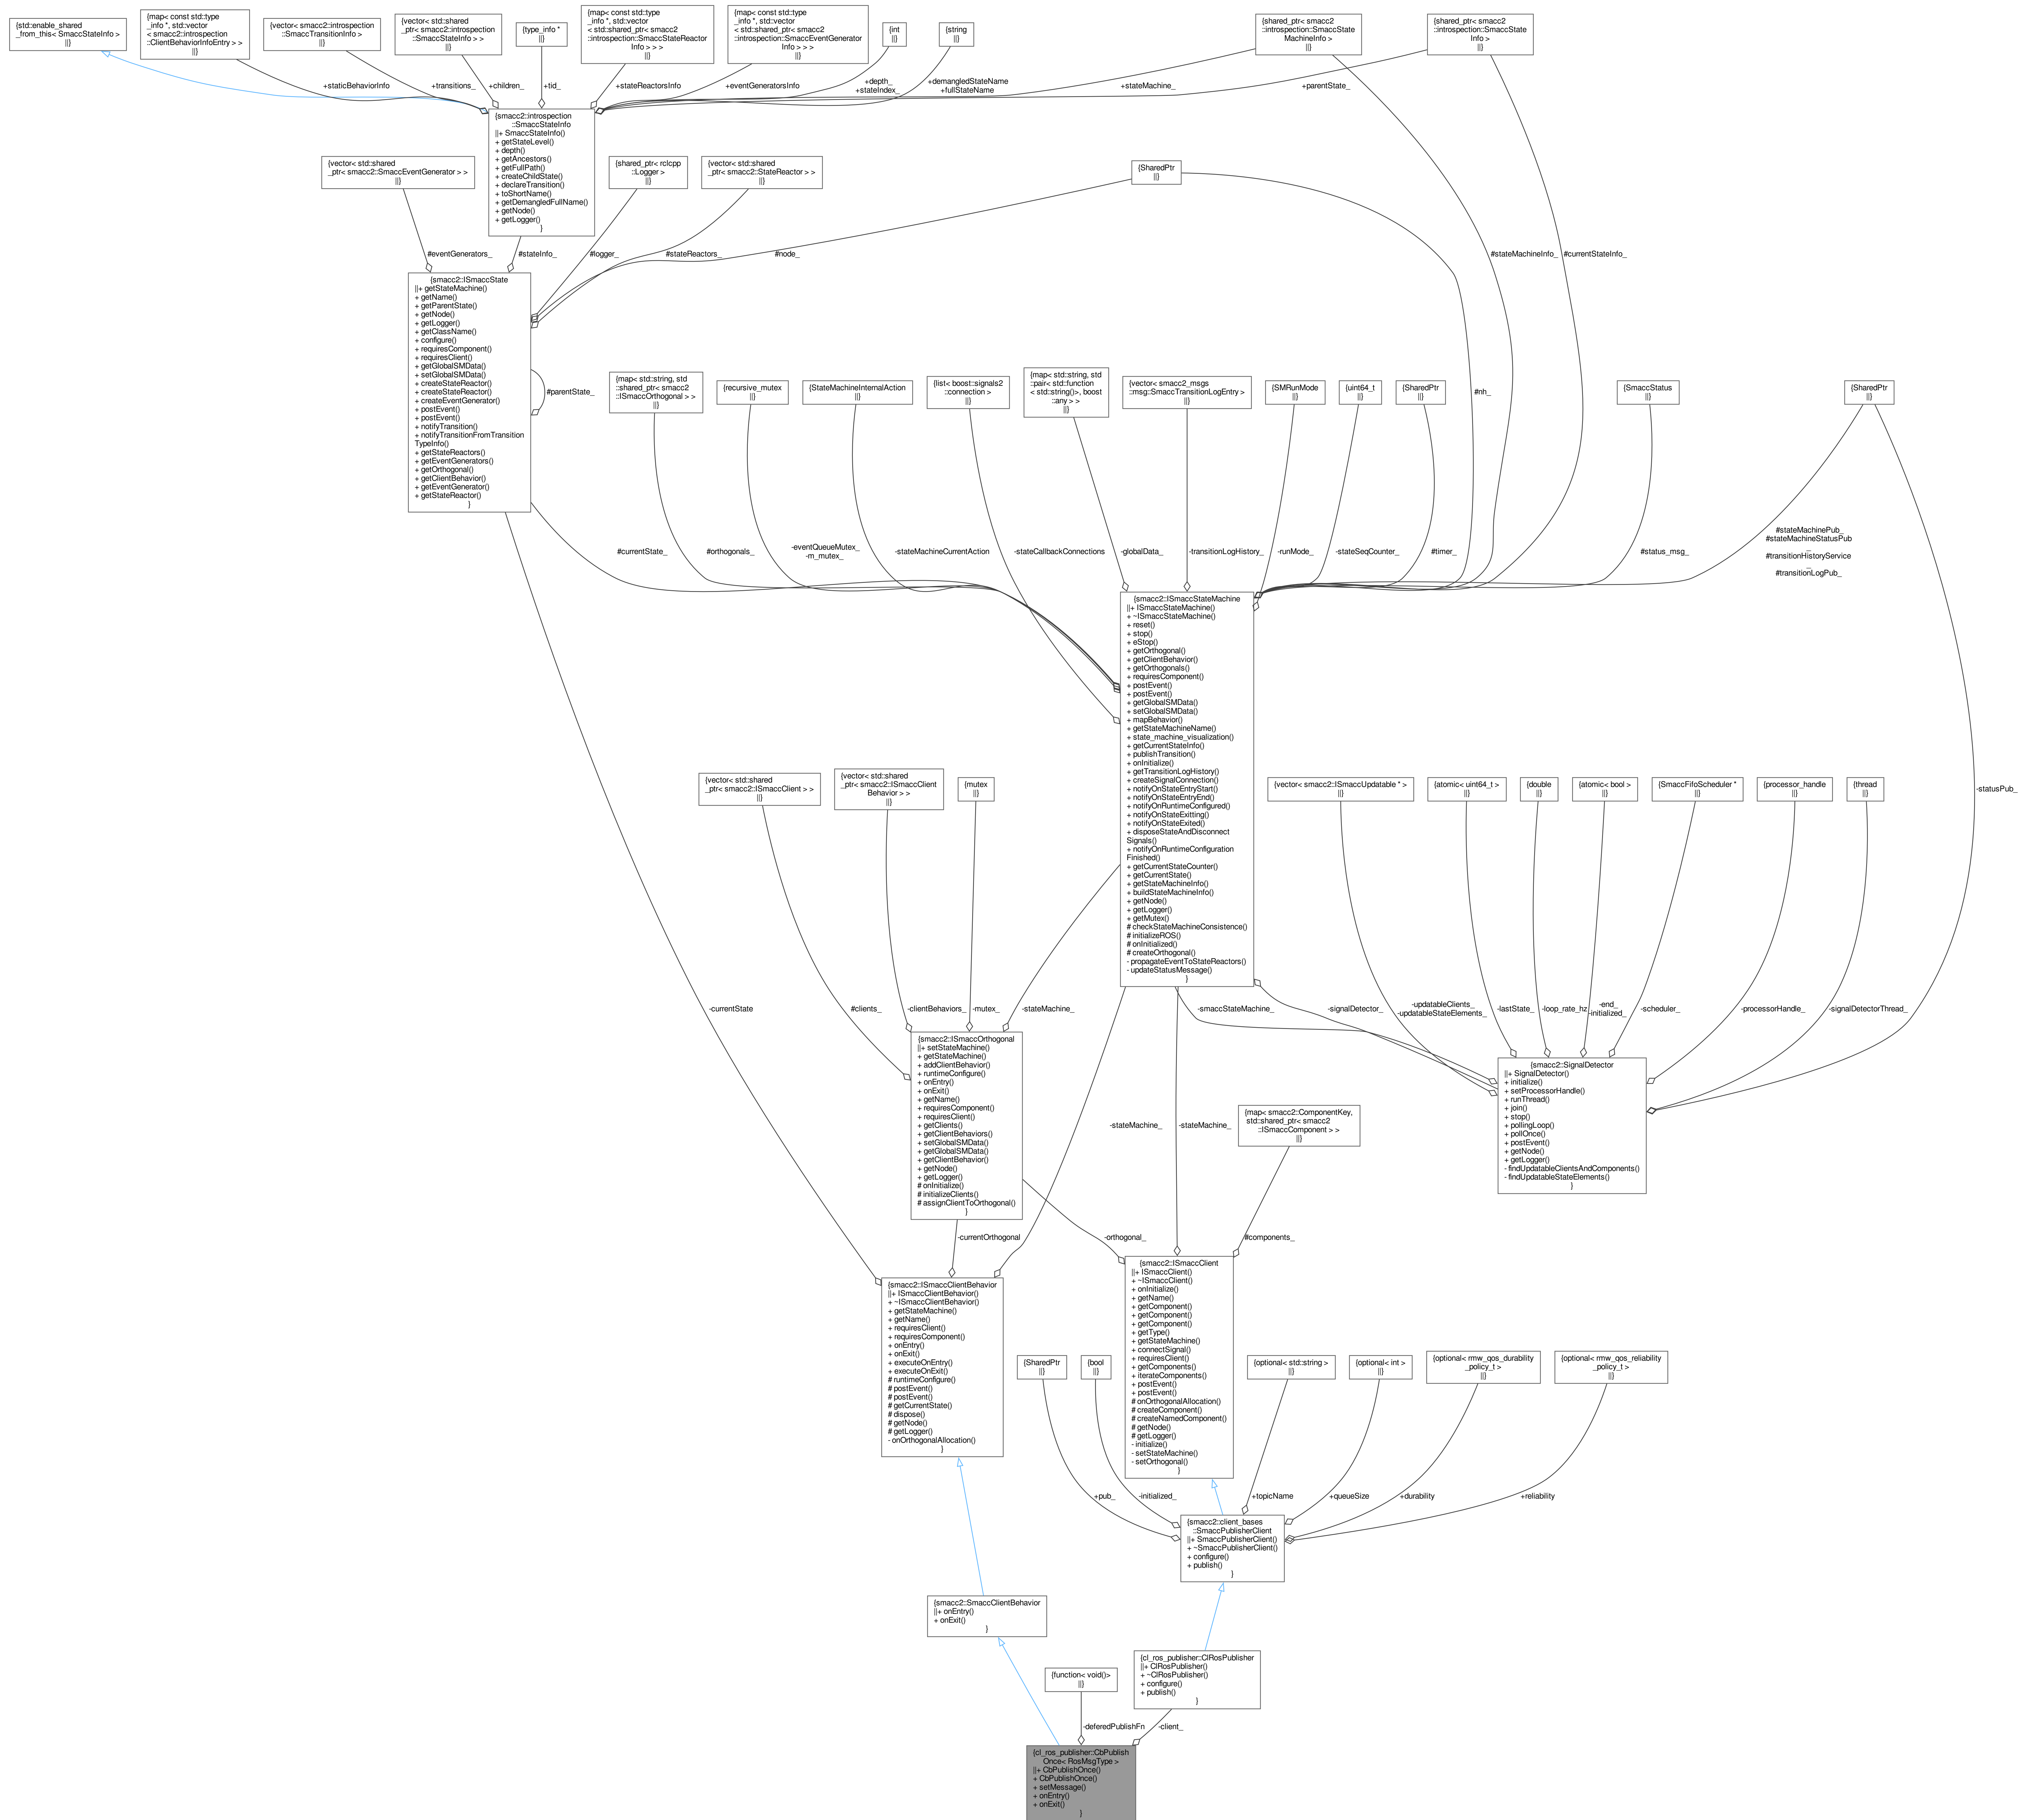 {std::enable_shared
_from_this< SmaccStateInfo >
||}
{map< const std::type
_info *, std::vector
< smacc2::introspection
::ClientBehaviorInfoEntry > >
||}
{vector< smacc2::introspection
::SmaccTransitionInfo >
||}
{vector< std::shared
_ptr< smacc2::introspection
::SmaccStateInfo > >
||}
{type_info *
||}
{map< const std::type
_info *, std::vector
< std::shared_ptr< smacc2
::introspection::SmaccStateReactor
Info > > >
||}
{map< const std::type
_info *, std::vector
< std::shared_ptr< smacc2
::introspection::SmaccEventGenerator
Info > > >
||}
{int
||}
{string
||}
{shared_ptr< smacc2
::introspection::SmaccState
MachineInfo >
||}
{shared_ptr< smacc2
::introspection::SmaccState
Info >
||}
+staticBehaviorInfo
+transitions_
+children_
+tid_
+stateReactorsInfo
+eventGeneratorsInfo
+depth_
+stateIndex_
+demangledStateName
+fullStateName
+stateMachine_
+parentState_
{smacc2::introspection
::SmaccStateInfo
||+ SmaccStateInfo()
+ getStateLevel()
+ depth()
+ getAncestors()
+ getFullPath()
+ createChildState()
+ declareTransition()
+ toShortName()
+ getDemangledFullName()
+ getNode()
+ getLogger()
}
{vector< std::shared
_ptr< smacc2::SmaccEventGenerator > >
||}
{shared_ptr< rclcpp
::Logger >
||}
{vector< std::shared
_ptr< smacc2::StateReactor > >
||}
{SharedPtr
||}
#eventGenerators_
#stateInfo_
#logger_
#stateReactors_
#node_
#stateMachineInfo_
#currentStateInfo_
{smacc2::ISmaccState
||+ getStateMachine()
+ getName()
+ getParentState()
+ getNode()
+ getLogger()
+ getClassName()
+ configure()
+ requiresComponent()
+ requiresClient()
+ getGlobalSMData()
+ setGlobalSMData()
+ createStateReactor()
+ createStateReactor()
+ createEventGenerator()
+ postEvent()
+ postEvent()
+ notifyTransition()
+ notifyTransitionFromTransition
TypeInfo()
+ getStateReactors()
+ getEventGenerators()
+ getOrthogonal()
+ getClientBehavior()
+ getEventGenerator()
+ getStateReactor()
}
#parentState_
{map< std::string, std
::shared_ptr< smacc2
::ISmaccOrthogonal > >
||}
{recursive_mutex
||}
{StateMachineInternalAction
||}
{list< boost::signals2
::connection >
||}
{map< std::string, std
::pair< std::function
< std::string()>, boost
::any > >
||}
{vector< smacc2_msgs
::msg::SmaccTransitionLogEntry >
||}
{SMRunMode
||}
{uint64_t
||}
{SharedPtr
||}
#nh_
{SmaccStatus
||}
{SharedPtr
||}
#currentState_
#orthogonals_
-eventQueueMutex_
-m_mutex_
-stateMachineCurrentAction
-stateCallbackConnections
-globalData_
-transitionLogHistory_
-runMode_
-stateSeqCounter_
#timer_
#status_msg_
#stateMachinePub_
#stateMachineStatusPub
_
#transitionHistoryService
_
#transitionLogPub_
{smacc2::ISmaccStateMachine
||+ ISmaccStateMachine()
+ ~ISmaccStateMachine()
+ reset()
+ stop()
+ eStop()
+ getOrthogonal()
+ getClientBehavior()
+ getOrthogonals()
+ requiresComponent()
+ postEvent()
+ postEvent()
+ getGlobalSMData()
+ setGlobalSMData()
+ mapBehavior()
+ getStateMachineName()
+ state_machine_visualization()
+ getCurrentStateInfo()
+ publishTransition()
+ onInitialize()
+ getTransitionLogHistory()
+ createSignalConnection()
+ notifyOnStateEntryStart()
+ notifyOnStateEntryEnd()
+ notifyOnRuntimeConfigured()
+ notifyOnStateExitting()
+ notifyOnStateExited()
+ disposeStateAndDisconnect
Signals()
+ notifyOnRuntimeConfiguration
Finished()
+ getCurrentStateCounter()
+ getCurrentState()
+ getStateMachineInfo()
+ buildStateMachineInfo()
+ getNode()
+ getLogger()
+ getMutex()
# checkStateMachineConsistence()
# initializeROS()
# onInitialized()
# createOrthogonal()
- propagateEventToStateReactors()
- updateStatusMessage()
}
{vector< std::shared
_ptr< smacc2::ISmaccClient > >
||}
{vector< std::shared
_ptr< smacc2::ISmaccClient
Behavior > >
||}
{mutex
||}
{vector< smacc2::ISmaccUpdatable * >
||}
{atomic< uint64_t >
||}
{double
||}
{atomic< bool >
||}
{SmaccFifoScheduler *
||}
{processor_handle
||}
{thread
||}
-statusPub_
-currentState
#clients_
-clientBehaviors_
-mutex_
-stateMachine_
-smaccStateMachine_
-signalDetector_
-updatableClients_
-updatableStateElements_
-lastState_
-loop_rate_hz
-end_
-initialized_
-scheduler_
-processorHandle_
-signalDetectorThread_
{smacc2::ISmaccOrthogonal
||+ setStateMachine()
+ getStateMachine()
+ addClientBehavior()
+ runtimeConfigure()
+ onEntry()
+ onExit()
+ getName()
+ requiresComponent()
+ requiresClient()
+ getClients()
+ getClientBehaviors()
+ setGlobalSMData()
+ getGlobalSMData()
+ getClientBehavior()
+ getNode()
+ getLogger()
# onInitialize()
# initializeClients()
# assignClientToOrthogonal()
}
{smacc2::SignalDetector
||+ SignalDetector()
+ initialize()
+ setProcessorHandle()
+ runThread()
+ join()
+ stop()
+ pollingLoop()
+ pollOnce()
+ postEvent()
+ getNode()
+ getLogger()
- findUpdatableClientsAndComponents()
- findUpdatableStateElements()
}
-stateMachine_
-stateMachine_
{map< smacc2::ComponentKey,
std::shared_ptr< smacc2
::ISmaccComponent > >
||}
-currentOrthogonal
-orthogonal_
#components_
{smacc2::ISmaccClientBehavior
||+ ISmaccClientBehavior()
+ ~ISmaccClientBehavior()
+ getStateMachine()
+ getName()
+ requiresClient()
+ requiresComponent()
+ onEntry()
+ onExit()
+ executeOnEntry()
+ executeOnExit()
# runtimeConfigure()
# postEvent()
# postEvent()
# getCurrentState()
# dispose()
# getNode()
# getLogger()
- onOrthogonalAllocation()
}
{smacc2::ISmaccClient
||+ ISmaccClient()
+ ~ISmaccClient()
+ onInitialize()
+ getName()
+ getComponent()
+ getComponent()
+ getComponent()
+ getType()
+ getStateMachine()
+ connectSignal()
+ requiresClient()
+ getComponents()
+ iterateComponents()
+ postEvent()
+ postEvent()
# onOrthogonalAllocation()
# createComponent()
# createNamedComponent()
# getNode()
# getLogger()
- initialize()
- setStateMachine()
- setOrthogonal()
}
{SharedPtr
||}
{bool
||}
{optional< std::string >
||}
{optional< int >
||}
{optional< rmw_qos_durability
_policy_t >
||}
{optional< rmw_qos_reliability
_policy_t >
||}
+pub_
-initialized_
+topicName
+queueSize
+durability
+reliability
{smacc2::client_bases
::SmaccPublisherClient
||+ SmaccPublisherClient()
+ ~SmaccPublisherClient()
+ configure()
+ publish()
}
{smacc2::SmaccClientBehavior
||+ onEntry()
+ onExit()
}
{function< void()>
||}
{cl_ros_publisher::ClRosPublisher
||+ ClRosPublisher()
+ ~ClRosPublisher()
+ configure()
+ publish()
}
-deferedPublishFn
-client_
{cl_ros_publisher::CbPublish
Once< RosMsgType >
||+ CbPublishOnce()
+ CbPublishOnce()
+ setMessage()
+ onEntry()
+ onExit()
}